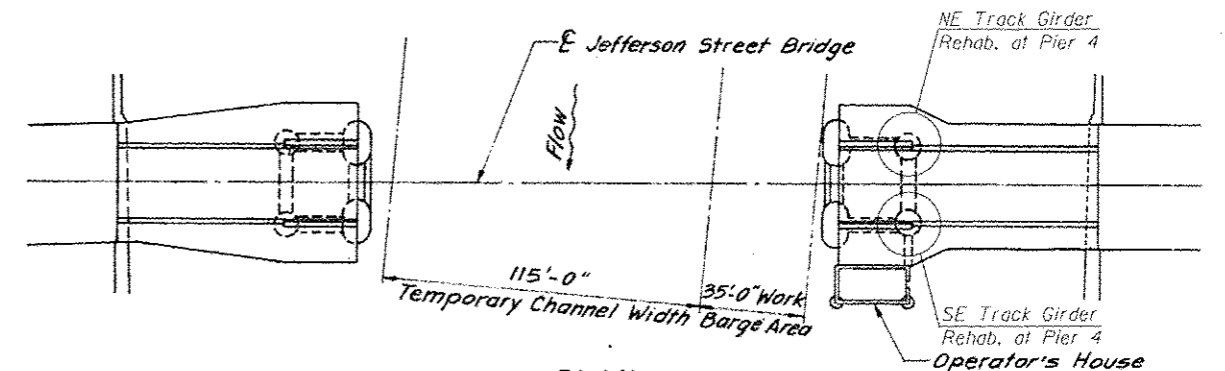 NE Track Girder
Rehab. at Pier 4
℄ Jefferson Street Bridge
Flow
115'-0"
Temporary Channel Width
35'-0" Work
Barge Area
SE Track Girder
Rehab. at Pier 4
Operator's House